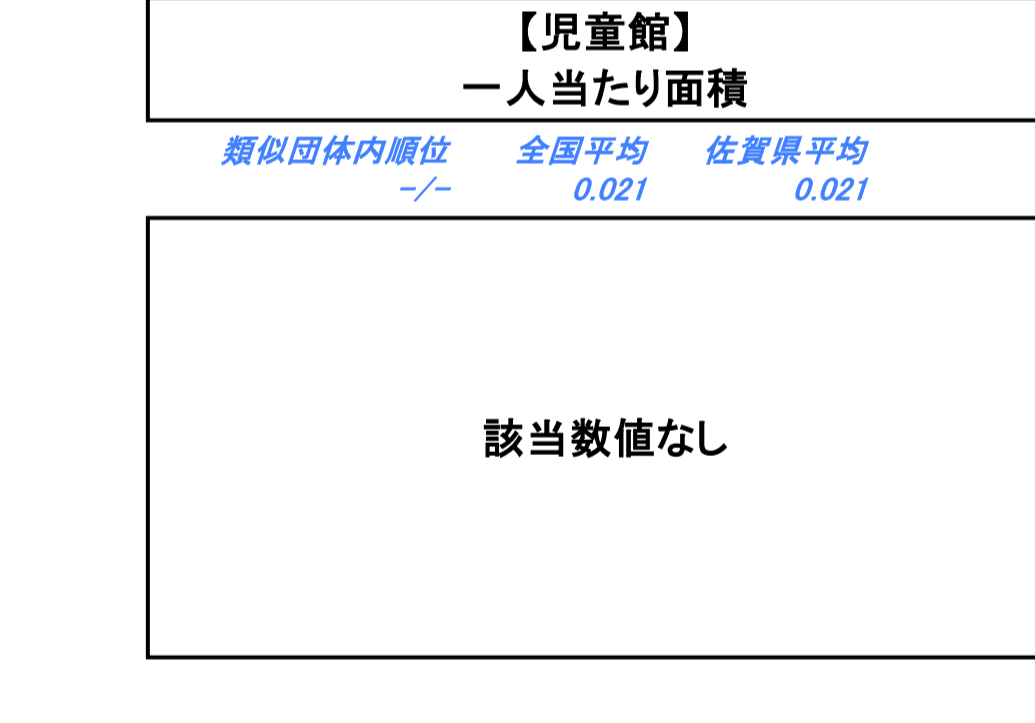 【児童館】
一人当たり面積
類似団体内順位 全国平均 佐賀県平均
-/- 0.021 0.021
該当数値なし